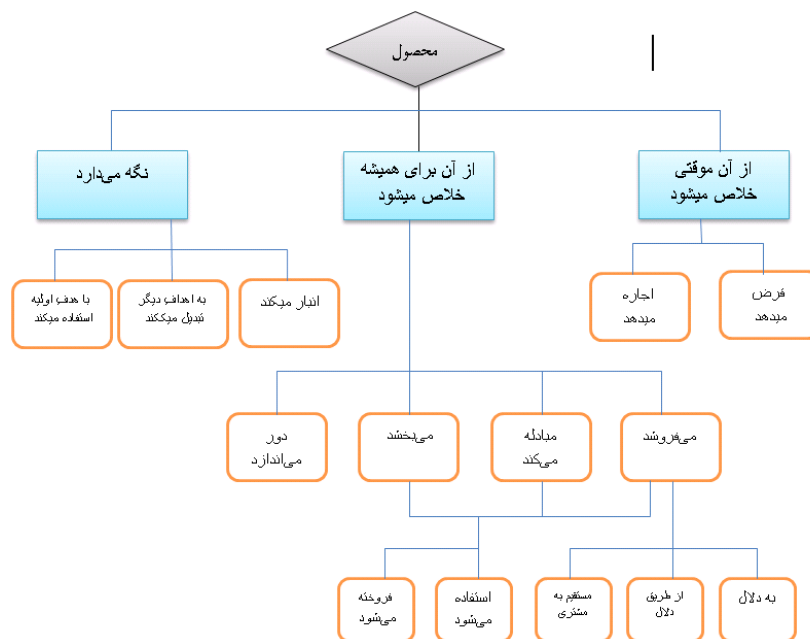 محصول
از آن موقتی
خلاص میشود
از آن برای همیشه
خلاص میشود
نگه می‌دارد
قرض
میدهد
اجاره
میدهد
انبار میکند
به اهداف دیگر
تبدیل میککند
با هدف اولیه
استفاده میکند
می‌فروشد
مبادله
می‌کند
می‌بخشد
دور
می‌اندازد
به دلال
از طریق
دلال
مستقیم به
مشتری
استفاده
می‌شود
فروخته
می‌شود